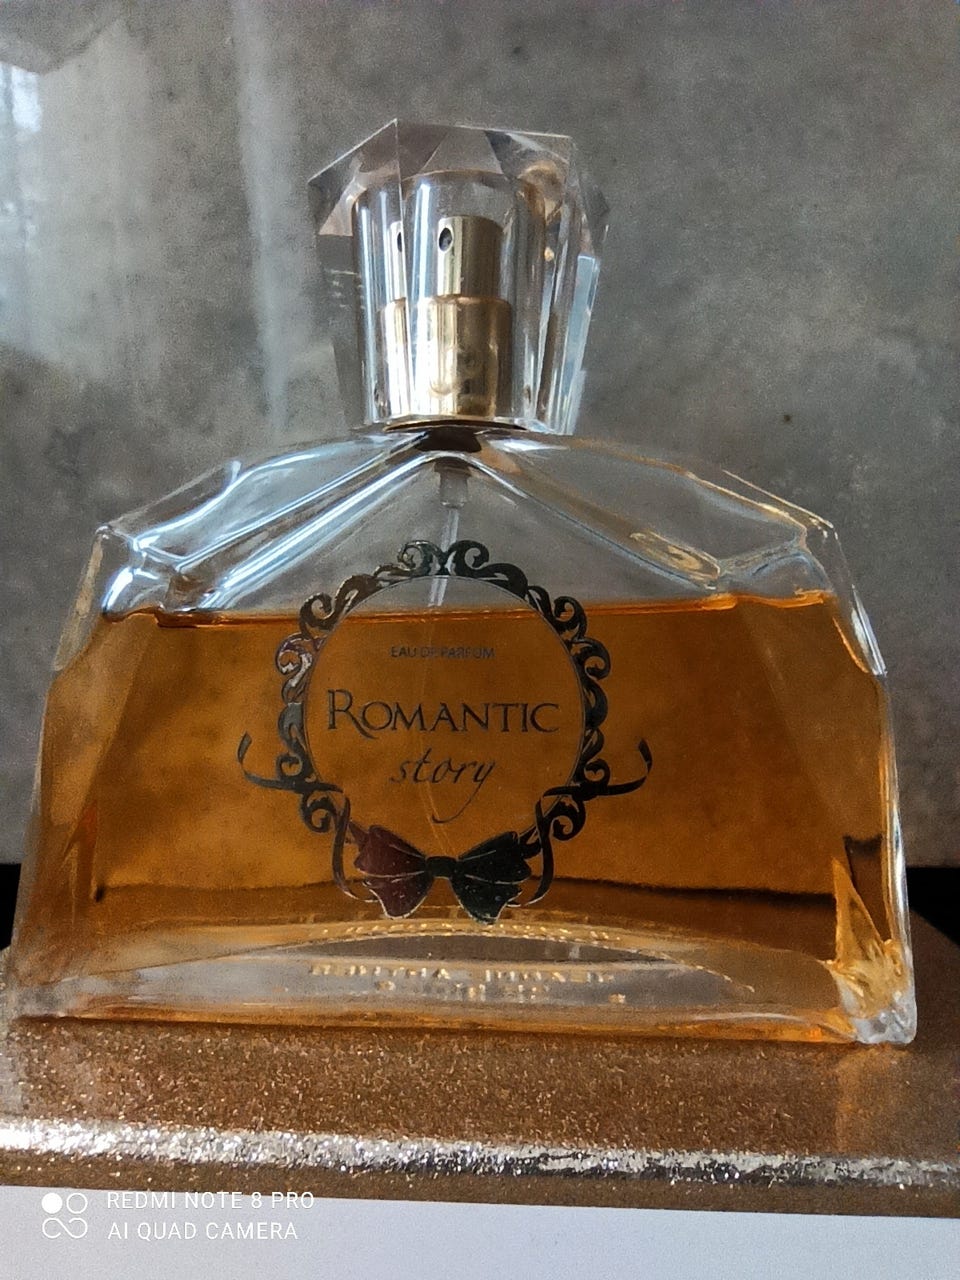 EAU DE PARFUM
ROMANTIC
story
REDMI NOTE 8 PRO
AI QUAD CAMERA